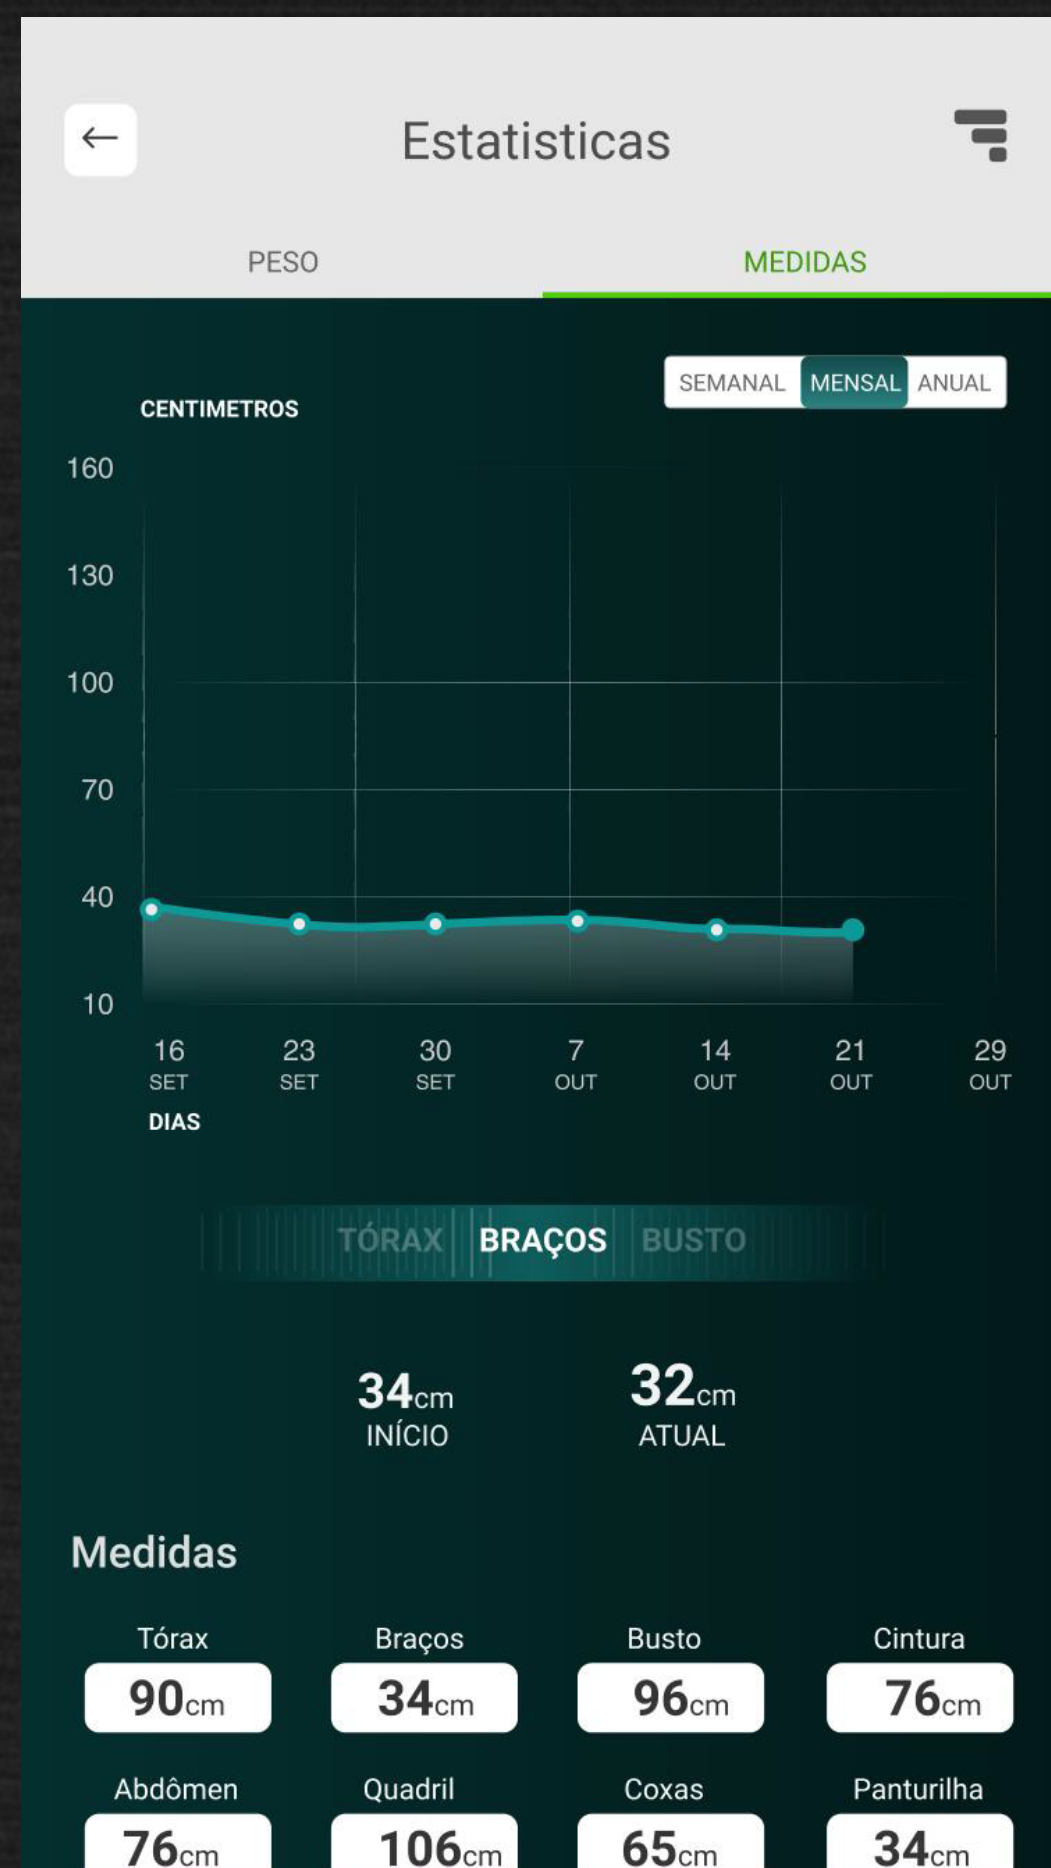 Estatisticas
PESO MEDIDAS
SEMANAL MENSAL ANUAL
CENTIMETROS
160
130
100
70
40
10
16 23 30 7 14 21 29
SET SET SET OUT OUT OUT OUT
DIAS
TÓRAX BRAÇOS BUSTO
34cm 32cm
INÍCIO ATUAL
Medidas
Tórax Braços Busto Cintura
90cm 34cm 96cm 76cm
Abdômen Quadril Coxas Panturilha
76cm 106cm 65cm 34cm